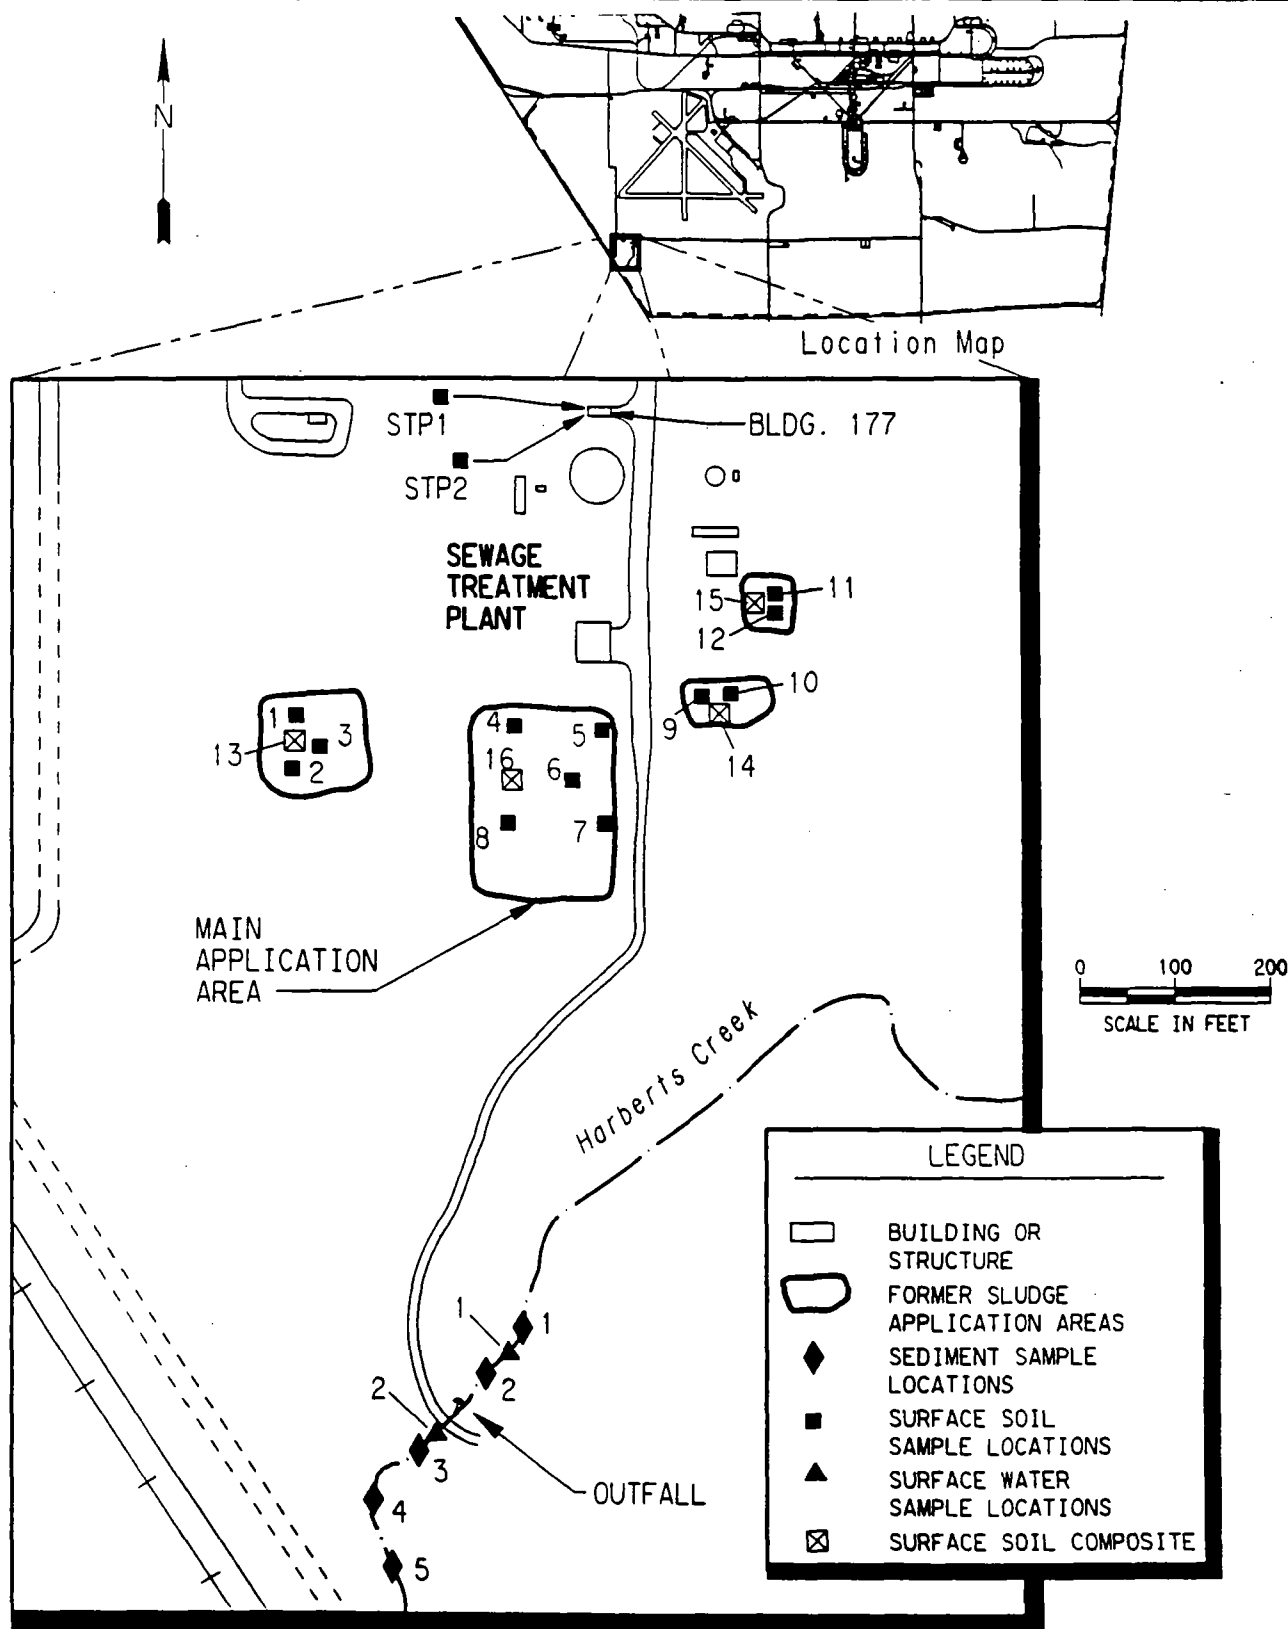 N
Location Map
STP1
BLDG. 177
STP2
SEWAGE
TREATMENT
PLANT
15
11
12
10
9
14
1
3
13
2
4
5
16
6
8
7
MAIN
APPLICATION
AREA
0 100 200
SCALE IN FEET
Harberts Creek
1
1
2
2
3
OUTFALL
4
5
LEGEND
BUILDING OR
STRUCTURE
FORMER SLUDGE
APPLICATION AREAS
SEDIMENT SAMPLE
LOCATIONS
SURFACE SOIL
SAMPLE LOCATIONS
SURFACE WATER
SAMPLE LOCATIONS
SURFACE SOIL COMPOSITE